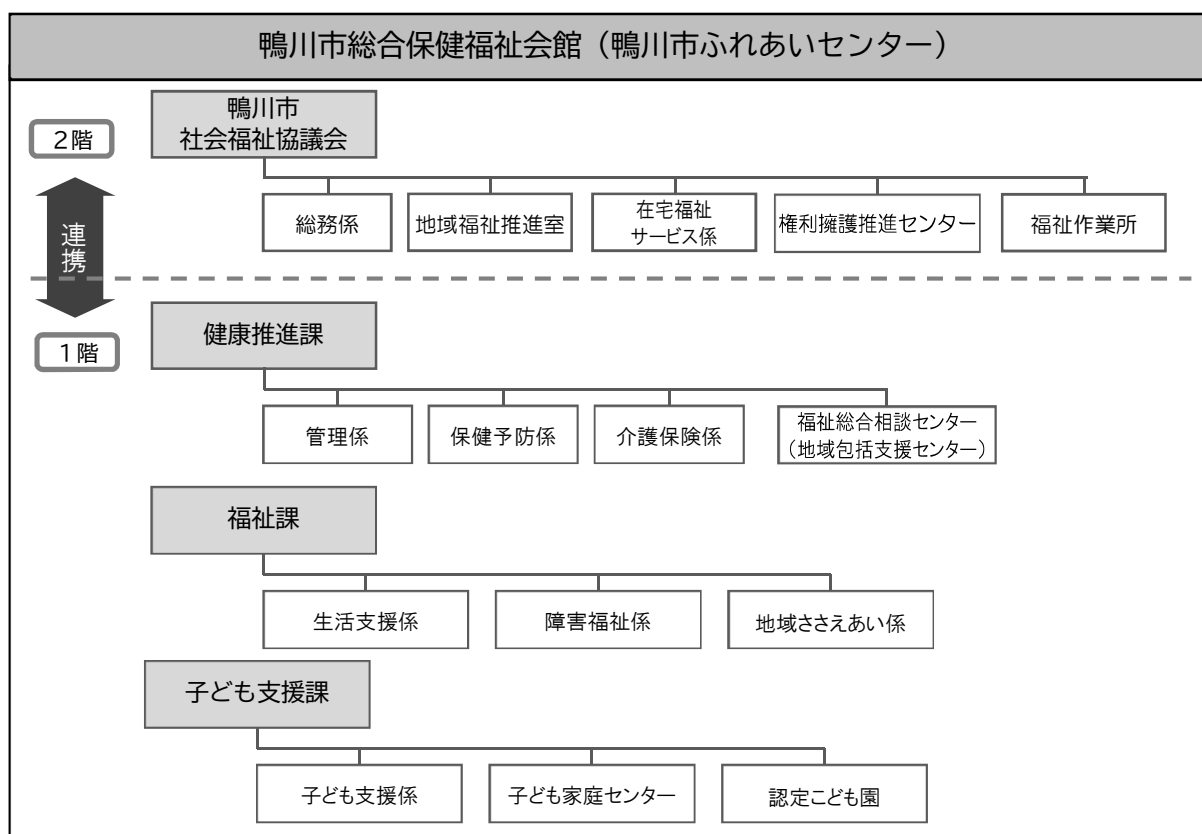 鴨川市総合保健福祉会館（鴨川市ふれあいセンター）
鴨川市
社会福祉協議会
２階
総務係
地域福祉推進室
在宅福祉
サービス係
権利擁護推進センター
福祉作業所
連携
１階
健康推進課
管理係
保健予防係
介護保険係
福祉総合相談センター
（地域包括支援センター）
福祉課
生活支援係
障害福祉係
地域ささえあい係
子ども支援課
子ども支援係
子ども家庭センター
認定こども園